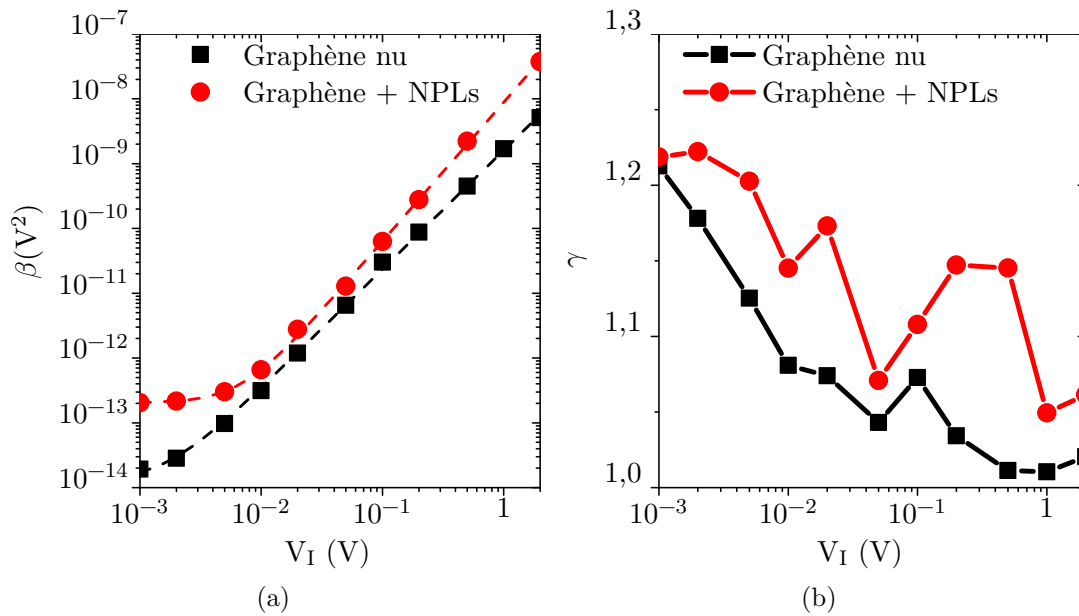 10⁻⁷
10⁻⁸
10⁻⁹
10⁻¹⁰
10⁻¹¹
10⁻¹²
10⁻¹³
10⁻¹⁴
β(V²)
Graphène nu
Graphène + NPLs
10⁻³ 10⁻² 10⁻¹ 1
V_I (V)
(a)
1,3
1,2
1,1
1,0
γ
Graphène nu
Graphène + NPLs
10⁻³ 10⁻² 10⁻¹ 1
V_I (V)
(b)